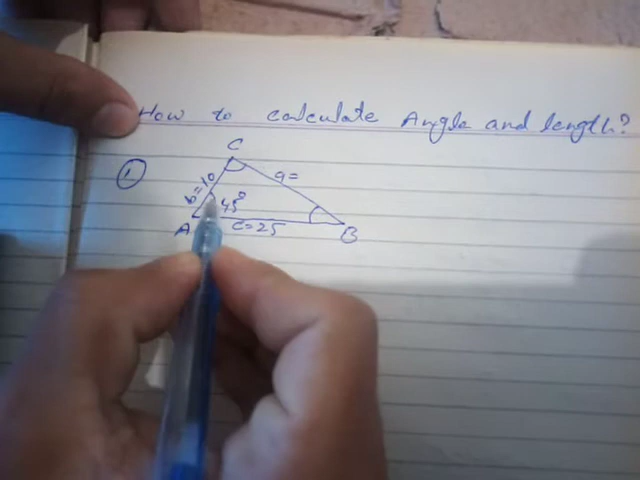 How to calculate Angle and length?
1.
C
b=10
a=
45°
A
c=25
B